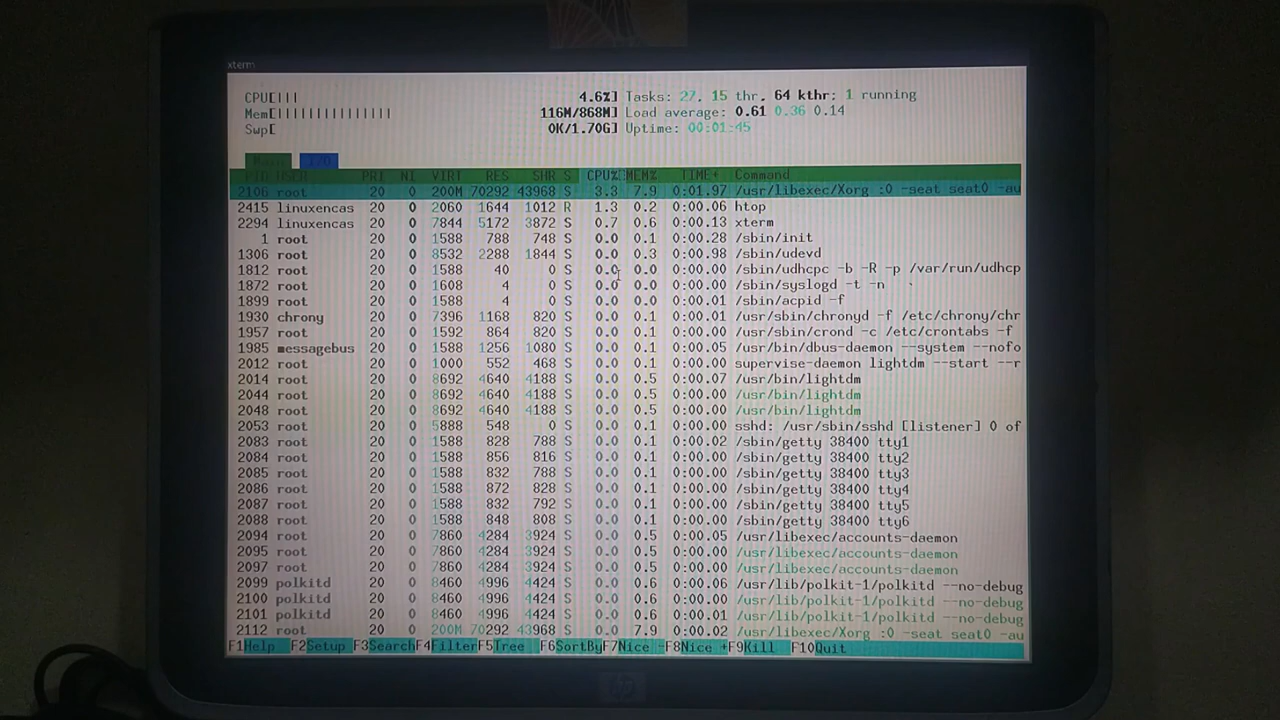 xterm
CPU[||| 4.6%] Tasks: 27, 15 thr, 64 kthr; 1 running
Mem[||||||||||||||| 116M/868M] Load average: 0.61 0.36 0.14
Swp[ 0K/1.70G] Uptime: 00:01:45
Main I/O
PID USER PRI NI VIRT RES SHR S CPU% MEM% TIME+ Command
2106 root 20 0 200M 70292 43968 S 3.3 7.9 0:01.97 /usr/libexec/Xorg :0 -seat seat0 -au
2415 linuxencas 20 0 2060 1644 1012 R 1.3 0.2 0:00.06 htop
2294 linuxencas 20 0 7844 5172 3872 S 0.7 0.6 0:00.13 xterm
1 root 20 0 1588 788 748 S 0.0 0.1 0:00.28 /sbin/init
1306 root 20 0 8532 2288 1844 S 0.0 0.3 0:00.98 /sbin/udevd
1812 root 20 0 1588 40 0 S 0.0 0.0 0:00.00 /sbin/udhcpc -b -R -p /var/run/udhcp
1872 root 20 0 1608 4 0 S 0.0 0.0 0:00.00 /sbin/syslogd -t -n
1899 root 20 0 1588 4 0 S 0.0 0.0 0:00.01 /sbin/acpid -f
1930 chrony 20 0 7396 1168 820 S 0.0 0.1 0:00.01 /usr/sbin/chronyd -f /etc/chrony/chr
1957 root 20 0 1592 864 820 S 0.0 0.1 0:00.00 /usr/sbin/crond -c /etc/crontabs -f
1985 messagebus 20 0 1588 1256 1080 S 0.0 0.1 0:00.05 /usr/bin/dbus-daemon --system --nofo
2012 root 20 0 1000 552 468 S 0.0 0.1 0:00.00 supervise-daemon lightdm --start --r
2014 root 20 0 8692 4640 4188 S 0.0 0.5 0:00.07 /usr/bin/lightdm
2044 root 20 0 8692 4640 4188 S 0.0 0.5 0:00.00 /usr/bin/lightdm
2048 root 20 0 8692 4640 4188 S 0.0 0.5 0:00.00 /usr/bin/lightdm
2053 root 20 0 5888 548 0 S 0.0 0.1 0:00.00 sshd: /usr/sbin/sshd [listener] 0 of
2083 root 20 0 1588 828 788 S 0.0 0.1 0:00.02 /sbin/getty 38400 tty1
2084 root 20 0 1588 856 816 S 0.0 0.1 0:00.00 /sbin/getty 38400 tty2
2085 root 20 0 1588 832 788 S 0.0 0.1 0:00.00 /sbin/getty 38400 tty3
2086 root 20 0 1588 872 828 S 0.0 0.1 0:00.00 /sbin/getty 38400 tty4
2087 root 20 0 1588 832 792 S 0.0 0.1 0:00.00 /sbin/getty 38400 tty5
2088 root 20 0 1588 848 808 S 0.0 0.1 0:00.00 /sbin/getty 38400 tty6
2094 root 20 0 7860 4284 3924 S 0.0 0.5 0:00.05 /usr/libexec/accounts-daemon
2095 root 20 0 7860 4284 3924 S 0.0 0.5 0:00.00 /usr/libexec/accounts-daemon
2097 root 20 0 7860 4284 3924 S 0.0 0.5 0:00.00 /usr/libexec/accounts-daemon
2099 polkitd 20 0 8460 4996 4424 S 0.0 0.6 0:00.06 /usr/lib/polkit-1/polkitd --no-debug
2100 polkitd 20 0 8460 4996 4424 S 0.0 0.6 0:00.00 /usr/lib/polkit-1/polkitd --no-debug
2101 polkitd 20 0 8460 4996 4424 S 0.0 0.6 0:00.01 /usr/lib/polkit-1/polkitd --no-debug
2112 root 20 0 200M 70292 43968 S 0.0 7.9 0:00.02 /usr/libexec/Xorg :0 -seat seat0 -au
F1Help F2Setup F3SearchF4FilterF5Tree F6SortByF7Nice -F8Nice +F9Kill F10Quit
hp